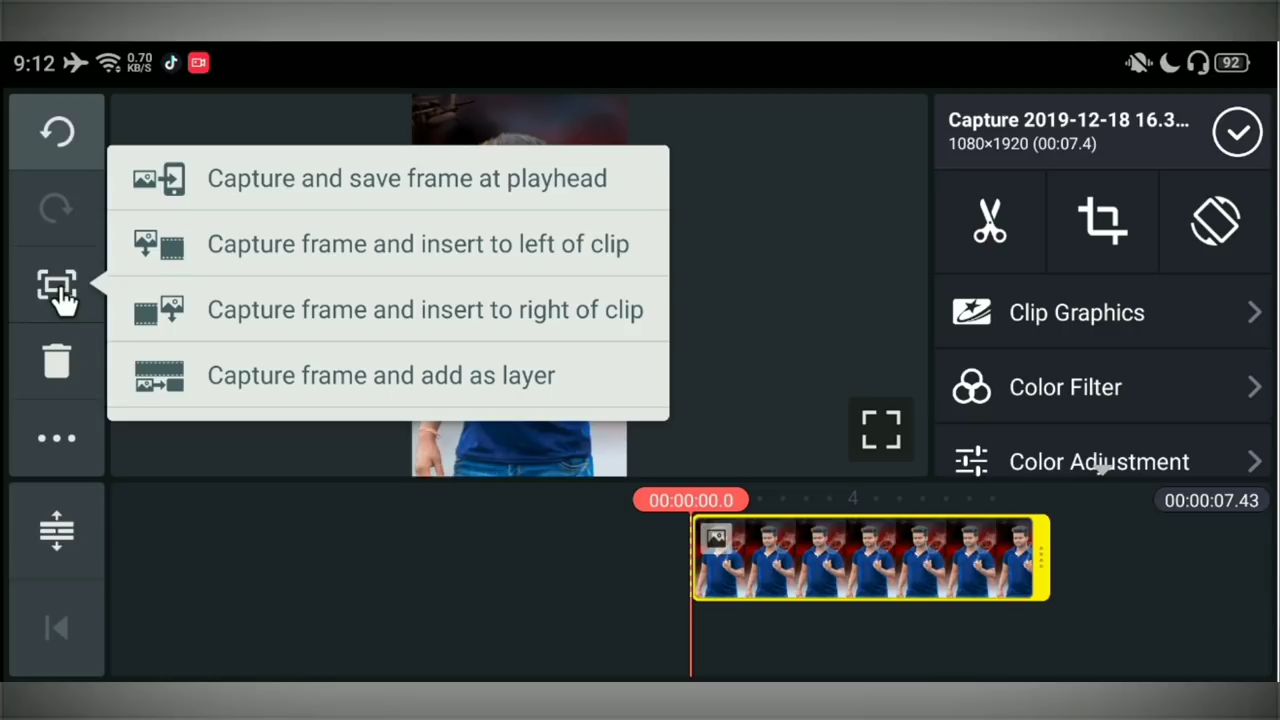 9:12 0.70 KB/S 92
Capture 2019-12-18 16.3...
1080×1920 (00:07.4)
Capture and save frame at playhead
Capture frame and insert to left of clip
Capture frame and insert to right of clip
Capture frame and add as layer
Clip Graphics
Color Filter
Color Adjustment
00:00:00.0 4 00:00:07.43